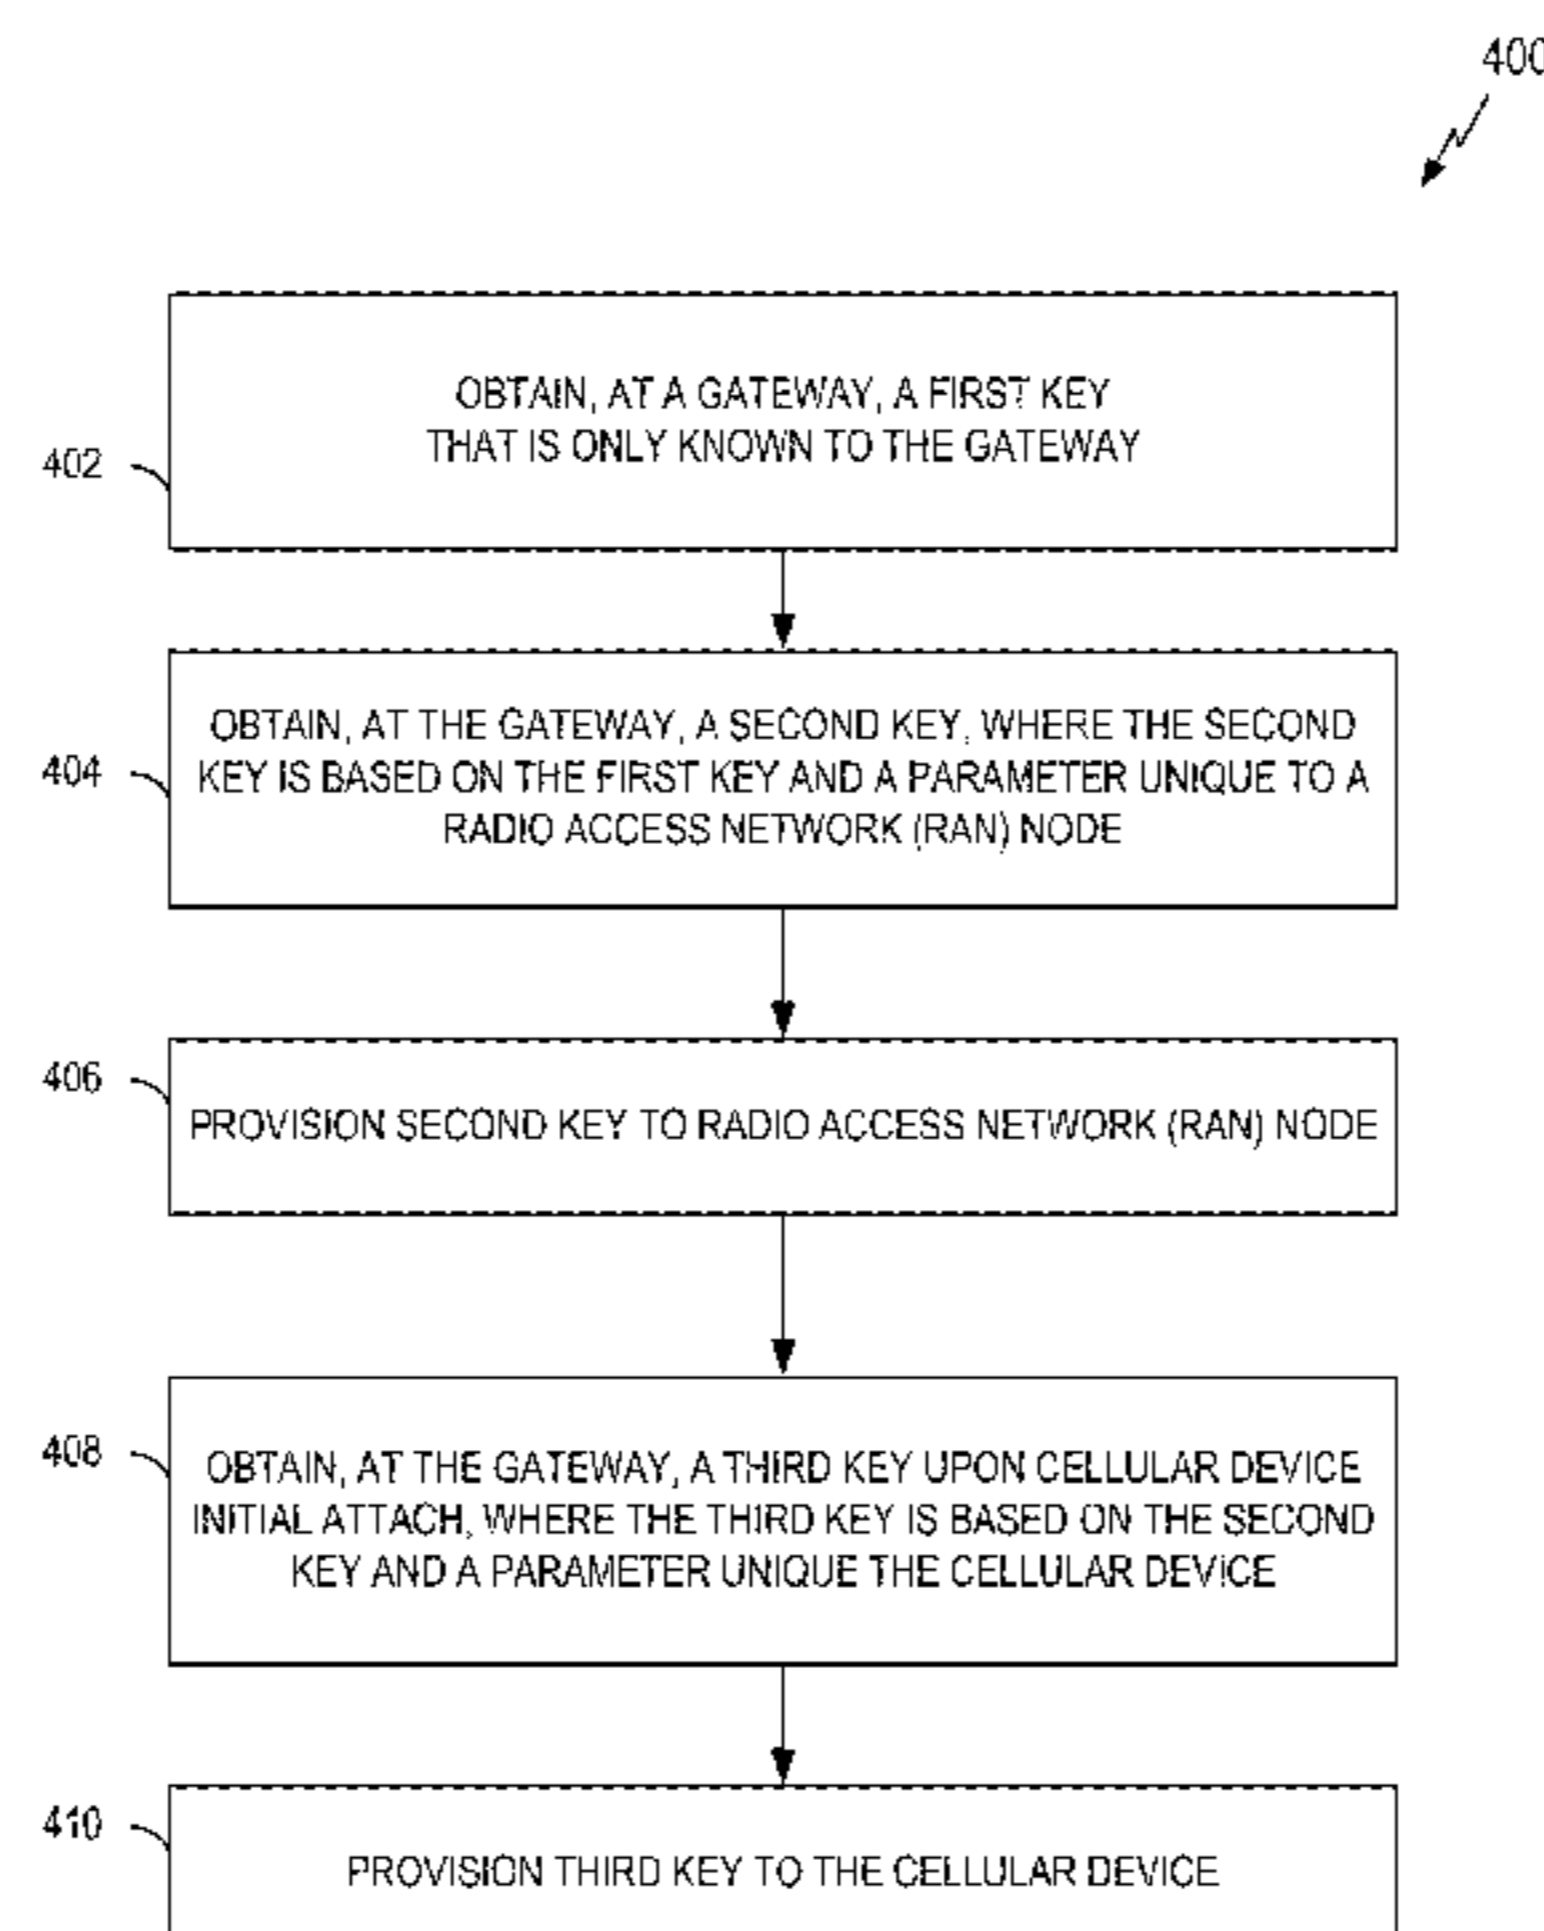 400
OBTAIN, AT A GATEWAY, A FIRST KEY
THAT IS ONLY KNOWN TO THE GATEWAY
402
OBTAIN, AT THE GATEWAY, A SECOND KEY, WHERE THE SECOND
KEY IS BASED ON THE FIRST KEY AND A PARAMETER UNIQUE TO A
RADIO ACCESS NETWORK (RAN) NODE
404
406
PROVISION SECOND KEY TO RADIO ACCESS NETWORK (RAN) NODE
408
OBTAIN, AT THE GATEWAY, A THIRD KEY UPON CELLULAR DEVICE
INITIAL ATTACH, WHERE THE THIRD KEY IS BASED ON THE SECOND
KEY AND A PARAMETER UNIQUE THE CELLULAR DEVICE
410
PROVISION THIRD KEY TO THE CELLULAR DEVICE